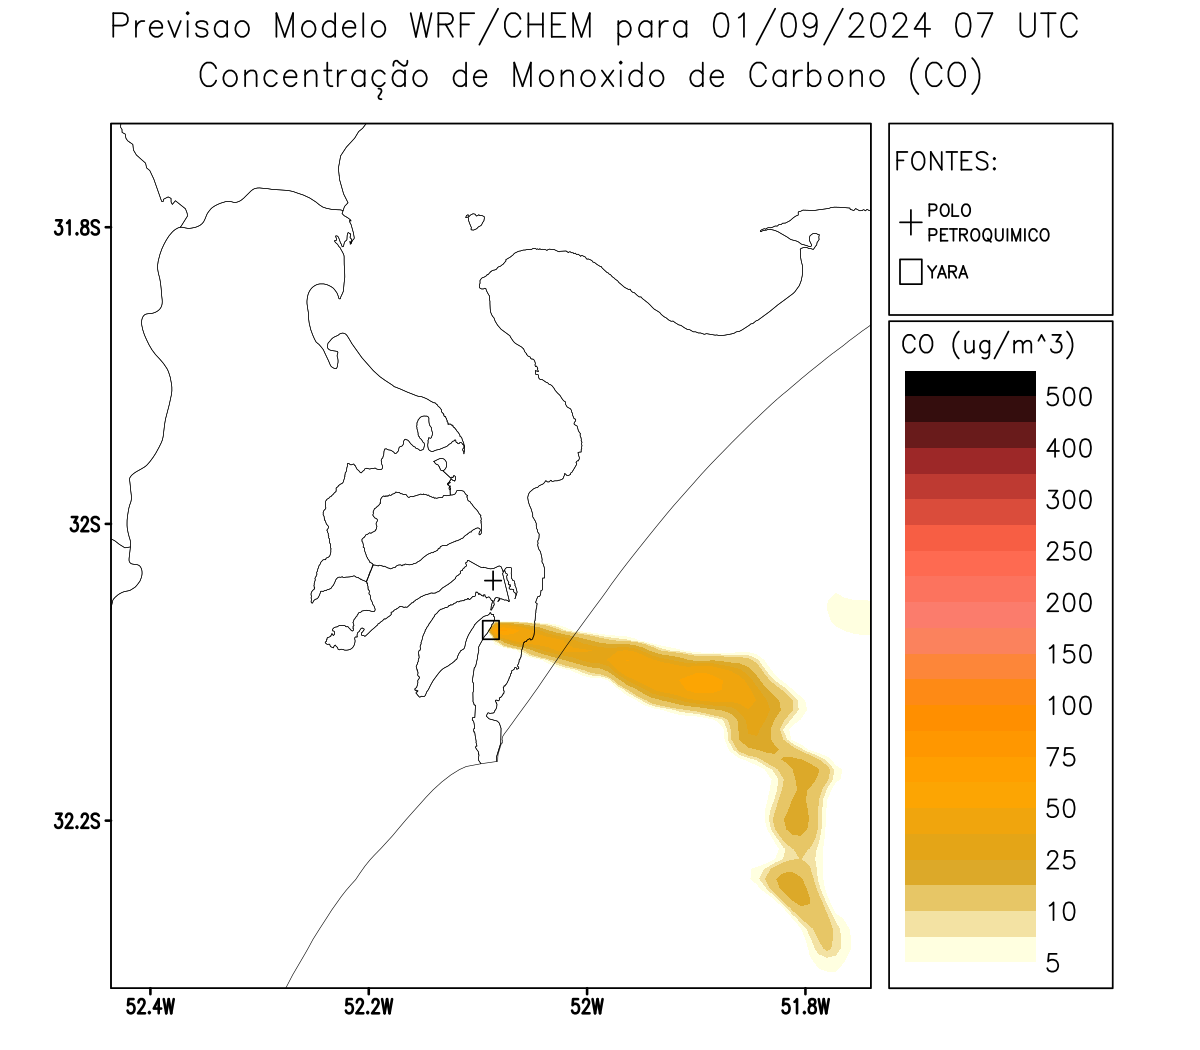 Previsao Modelo WRF/CHEM para 01/09/2024 07 UTC
Concentração de Monoxido de Carbono (CO)
FONTES:
POLO
PETROQUIMICO
YARA
CO (ug/m^3)
500
400
300
250
200
150
100
75
50
25
10
5
31.8S
32S
32.2S
52.4W
52.2W
52W
51.8W